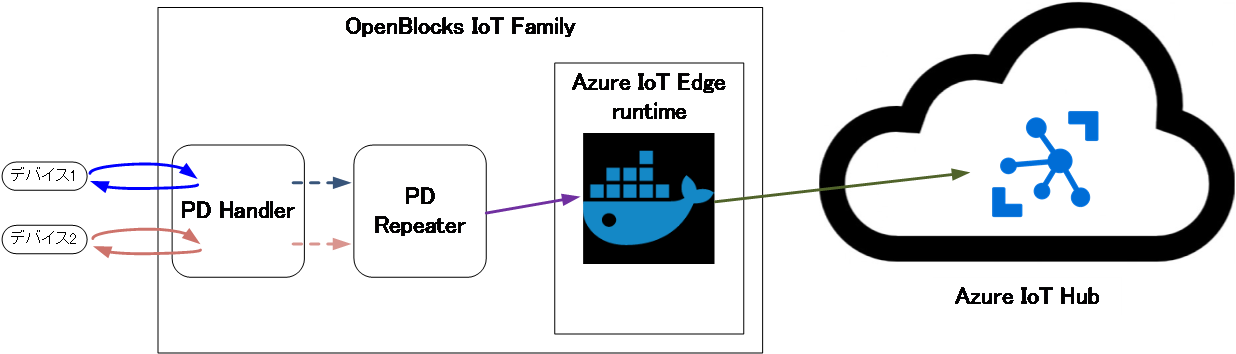 OpenBlocks IoT Family
Azure IoT Edge
runtime
デバイス1
デバイス2
PD Handler
PD
Repeater
Azure IoT Hub